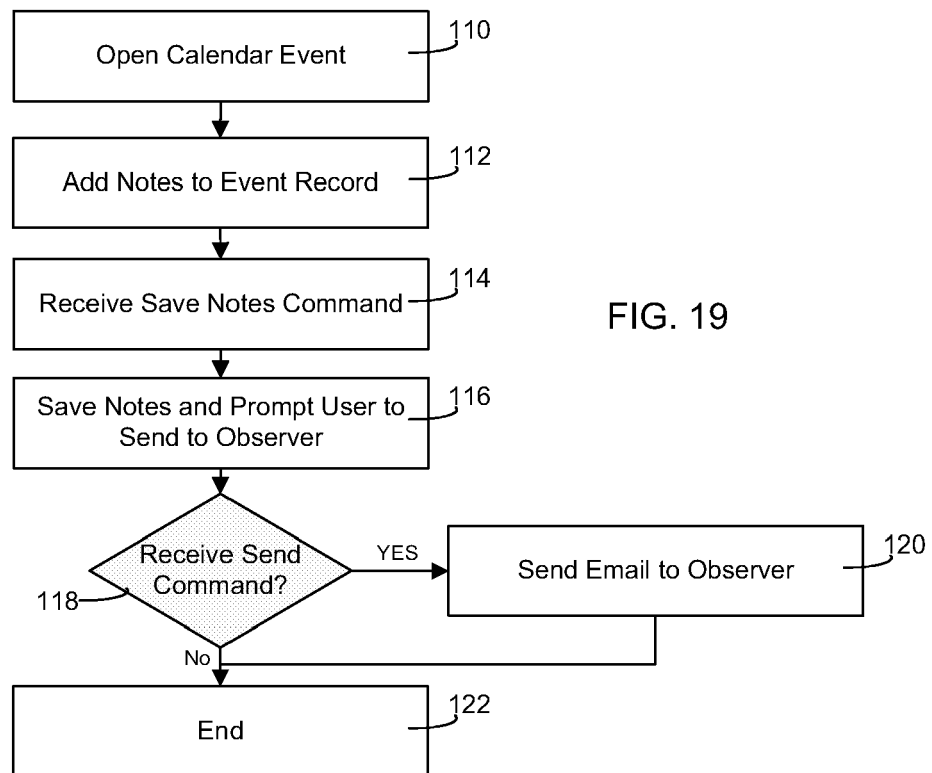 110
Open Calendar Event
112
Add Notes to Event Record
114
Receive Save Notes Command
FIG. 19
116
Save Notes and Prompt User to
Send to Observer
Receive Send
Command?
YES
118
120
Send Email to Observer
No
122
End